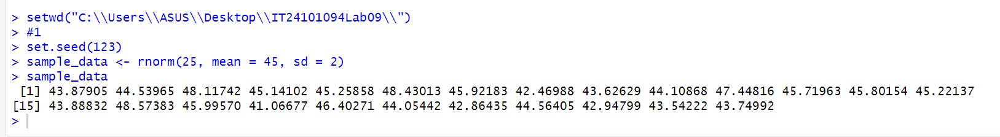 > setwd("C:\\Users\\ASUS\\Desktop\\IT24101094Lab09\\")
> #1
> set.seed(123)
> sample_data <- rnorm(25, mean = 45, sd = 2)
> sample_data
 [1] 43.87905 44.53965 48.11742 45.14102 45.25858 48.43013 45.92183 42.46988 43.62629 44.10868 47.44816 45.71963 45.80154 45.22137
[15] 43.88832 48.57383 45.99570 41.06677 46.40271 44.05442 42.86435 44.56405 42.94799 43.54222 43.74992
>